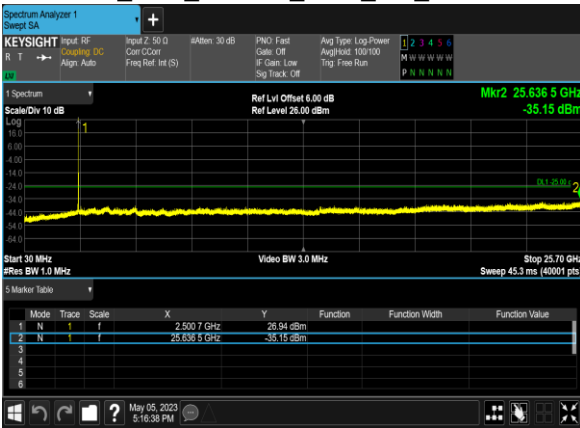 Spectrum Analyzer 1
Swept SA
+
KEYSIGHT Input: RF Input Z: 50 Ω #Atten: 30 dB PNO: Fast Avg Type: Log-Power 1 2 3 4 5 6
R T Coupling: DC Corr CCorr Gate: Off Avg|Hold: 100/100 M W W W W W
Align: Auto Freq Ref: Int (S) IF Gain: Low Trig: Free Run
Sig Track: Off P N N N N N
LV
1 Spectrum Ref Lvl Offset 6.00 dB Mkr2 25.636 5 GHz
Scale/Div 10 dB Ref Level 26.00 dBm -35.15 dBm
Log
1
16.0
6.00
-4.00
-14.0
DL1 -25.00
-24.0
2
-34.0
-44.0
-54.0
-64.0
Start 30 MHz Video BW 3.0 MHz Stop 25.70 GHz
#Res BW 1.0 MHz Sweep 45.3 ms (40001 pts
5 Marker Table
Mode Trace Scale X Y Function Function Width Function Value
1 N 1 f 2.500 7 GHz 26.94 dBm
2 N 1 f 25.636 5 GHz -35.15 dBm
3
4
5
6
? May 05, 2023
5:16:38 PM